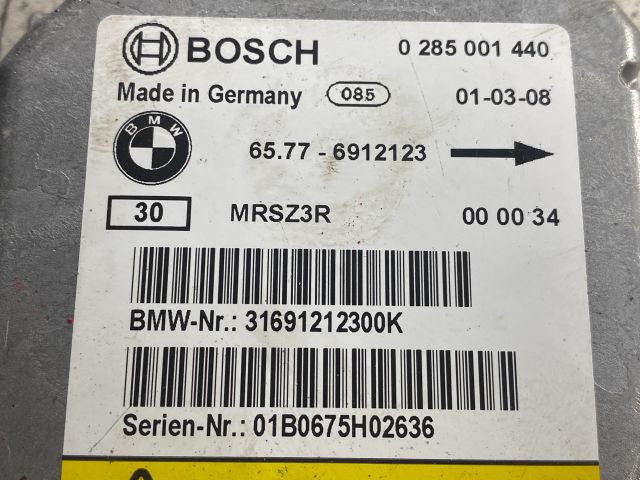 BOSCH 0 285 001 440
Made in Germany 085 01-03-08
BMW 65.77 - 6912123
30 MRSZ3R 00 00 34
BMW-Nr.: 31691212300K
Serien-Nr.: 01B0675H02636